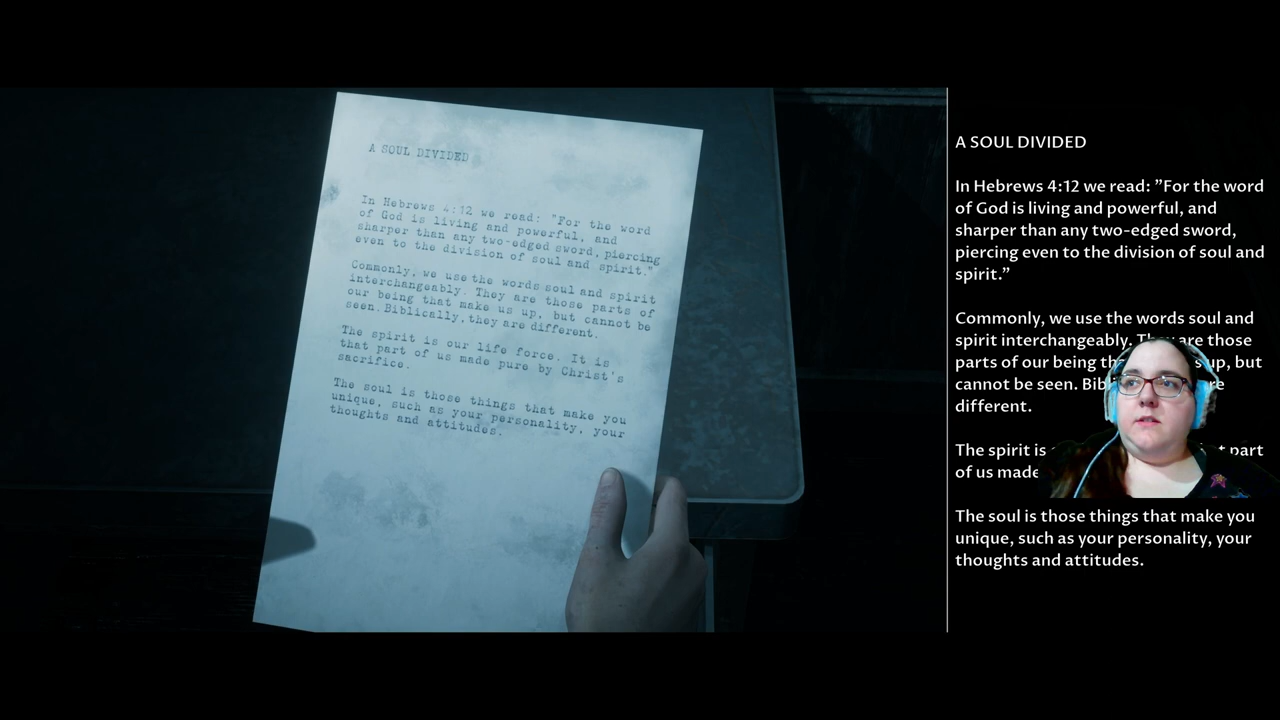 A SOUL DIVIDED
In Hebrews 4:12 we read: "For the word
of God is living and powerful, and
sharper than any two-edged sword, piercing
even to the division of soul and spirit."
Commonly, we use the words soul and spirit
interchangeably. They are those parts of
our being that make us up, but cannot be
seen. Biblically, they are different.
The spirit is our life force. It is
that part of us made pure by Christ's
sacrifice.
The soul is those things that make you
unique, such as your personality, your
thoughts and attitudes.
A SOUL DIVIDED
In Hebrews 4:12 we read: ”For the word
of God is living and powerful, and
sharper than any two-edged sword,
piercing even to the division of soul and
spirit.”
Commonly, we use the words soul and
spirit interchangeably. are those
parts of our being up, but
cannot be seen.
different.
The spirit is part
of us made
The soul is those things that make you
unique, such as your personality, your
thoughts and attitudes.